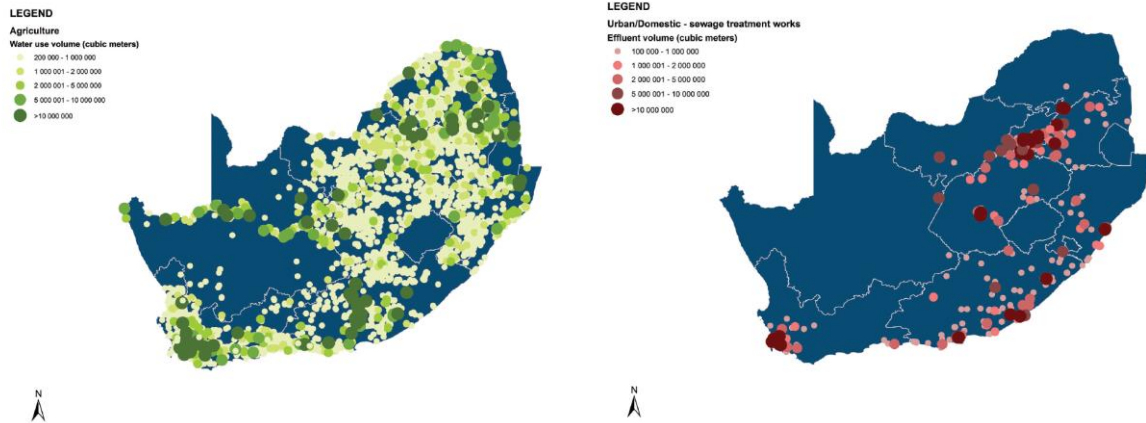 LEGEND
Agriculture
Water use volume (cubic meters)
200 000 - 1 000 000
1 000 001 - 2 000 000
2 000 001 - 5 000 000
5 000 001 - 10 000 000
>10 000 000
N
LEGEND
Urban/Domestic - sewage treatment works
Effluent volume (cubic meters)
100 000 - 1 000 000
1 000 001 - 2 000 000
2 000 001 - 5 000 000
5 000 001 - 10 000 000
>10 000 000
N